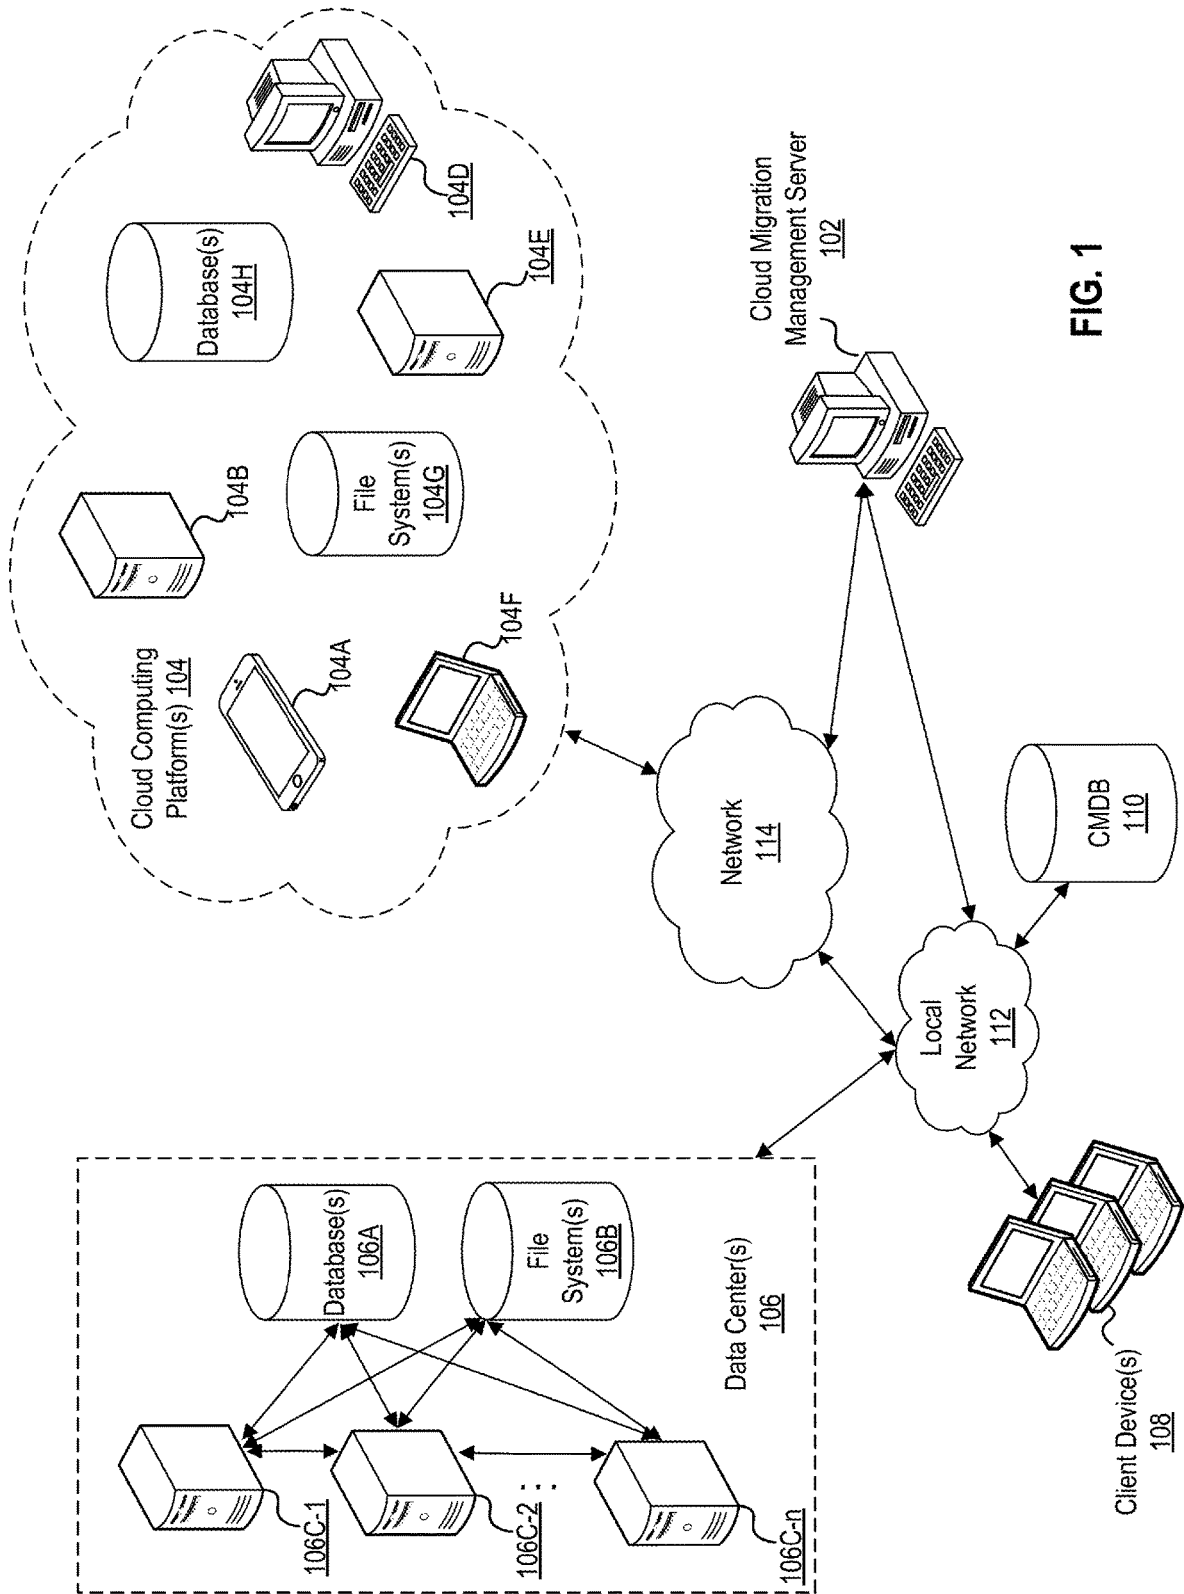 Cloud Computing
Platform(s) 104
104A
104B
104F
File
System(s)
104G
Database(s)
104H
104E
104D
Network
114
Cloud Migration
Management Server
102
Local
Network
112
CMDB
110
Client Device(s)
108
Database(s)
106A
File
System(s)
106B
106C-1
106C-2
...
106C-n
Data Center(s)
106
FIG. 1